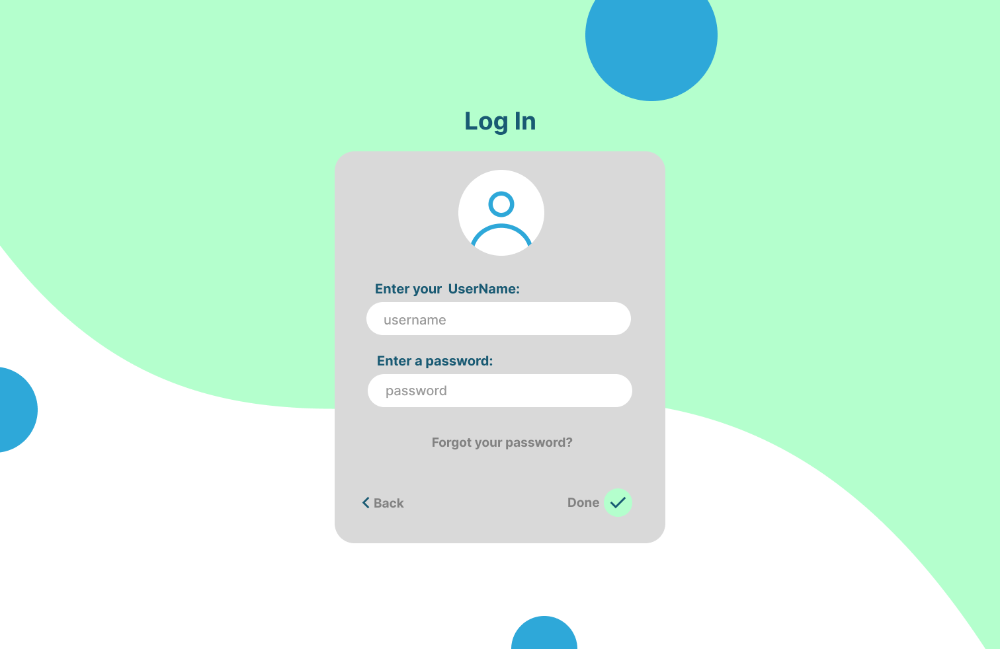 Log In
Enter your  UserName:
username
Enter a password:
password
Forgot your password?
Back
Done